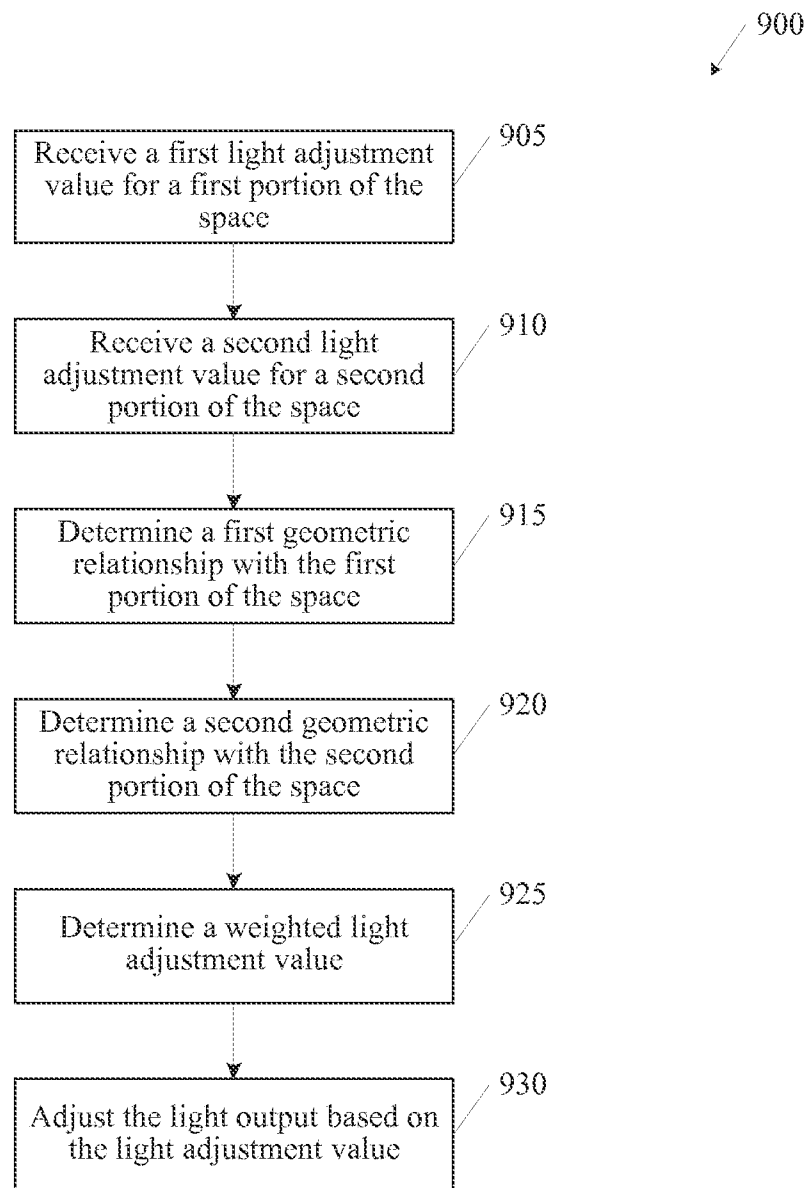 900
905
Receive a first light adjustment
value for a first portion of the
space
910
Receive a second light
adjustment value for a second
portion of the space
915
Determine a first geometric
relationship with the first
portion of the space
920
Determine a second geometric
relationship with the second
portion of the space
925
Determine a weighted light
adjustment value
930
Adjust the light output based on
the light adjustment value